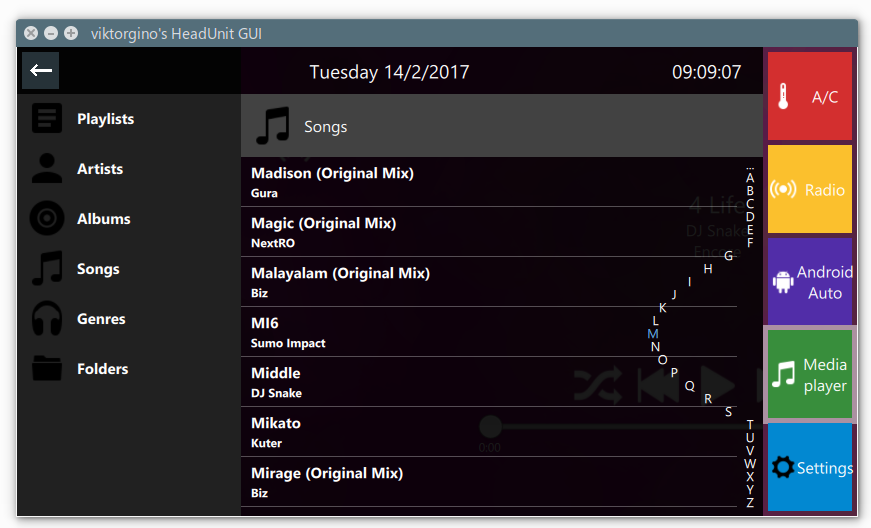 viktorgino's HeadUnit GUI
Tuesday 14/2/2017
09:09:07
Playlists
Artists
Albums
Songs
Genres
Folders
Songs
Madison (Original Mix)
Gura
Magic (Original Mix)
NextRO
Malayalam (Original Mix)
Biz
MI6
Sumo Impact
Middle
DJ Snake
Mikato
Kuter
Mirage (Original Mix)
Biz
4 Life
DJ Snake
0:00
...
A
B
C
D
E
F
G
H
I
J
K
L
M
N
O
P
Q
R
S
T
U
V
W
X
Y
Z
A/C
Radio
Android
Auto
Media
player
Settings